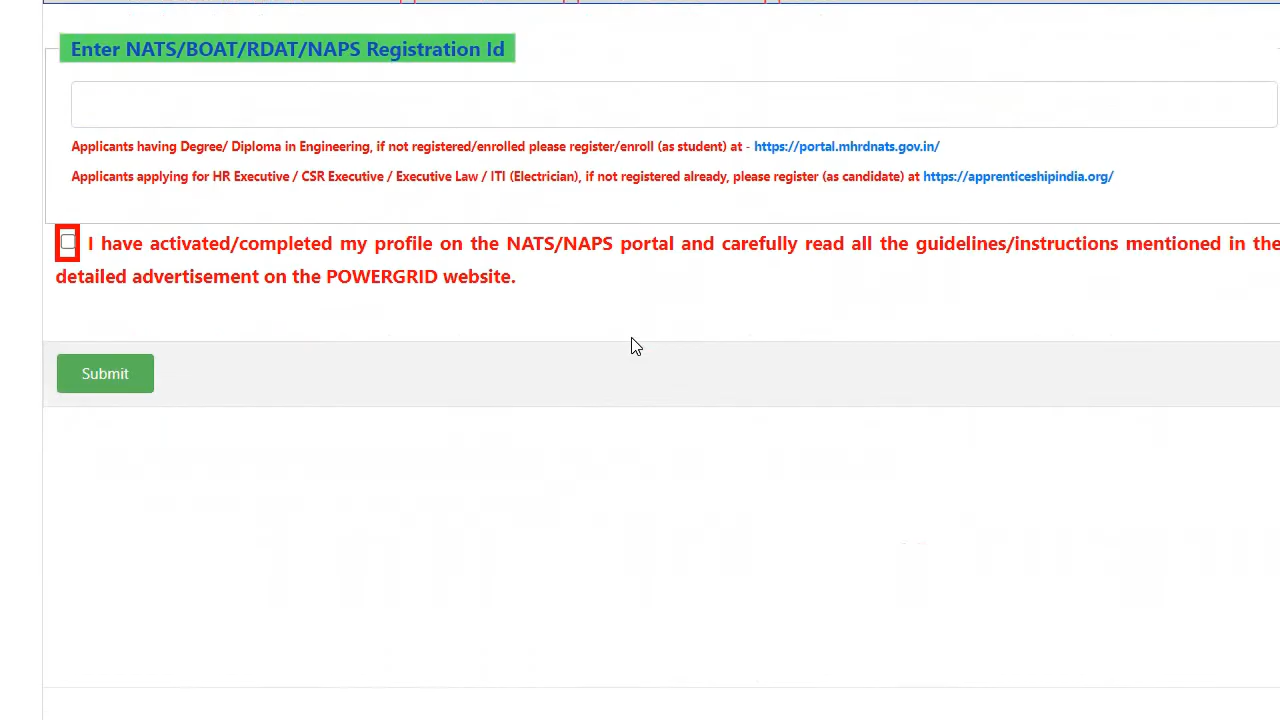 Enter NATS/BOAT/RDAT/NAPS Registration Id
Applicants having Degree/ Diploma in Engineering, if not registered/enrolled please register/enroll (as student) at - https://portal.mhrdnats.gov.in/
Applicants applying for HR Executive / CSR Executive / Executive Law / ITI (Electrician), if not registered already, please register (as candidate) at https://apprenticeshipindia.org/
I have activated/completed my profile on the NATS/NAPS portal and carefully read all the guidelines/instructions mentioned in the
detailed advertisement on the POWERGRID website.
Submit